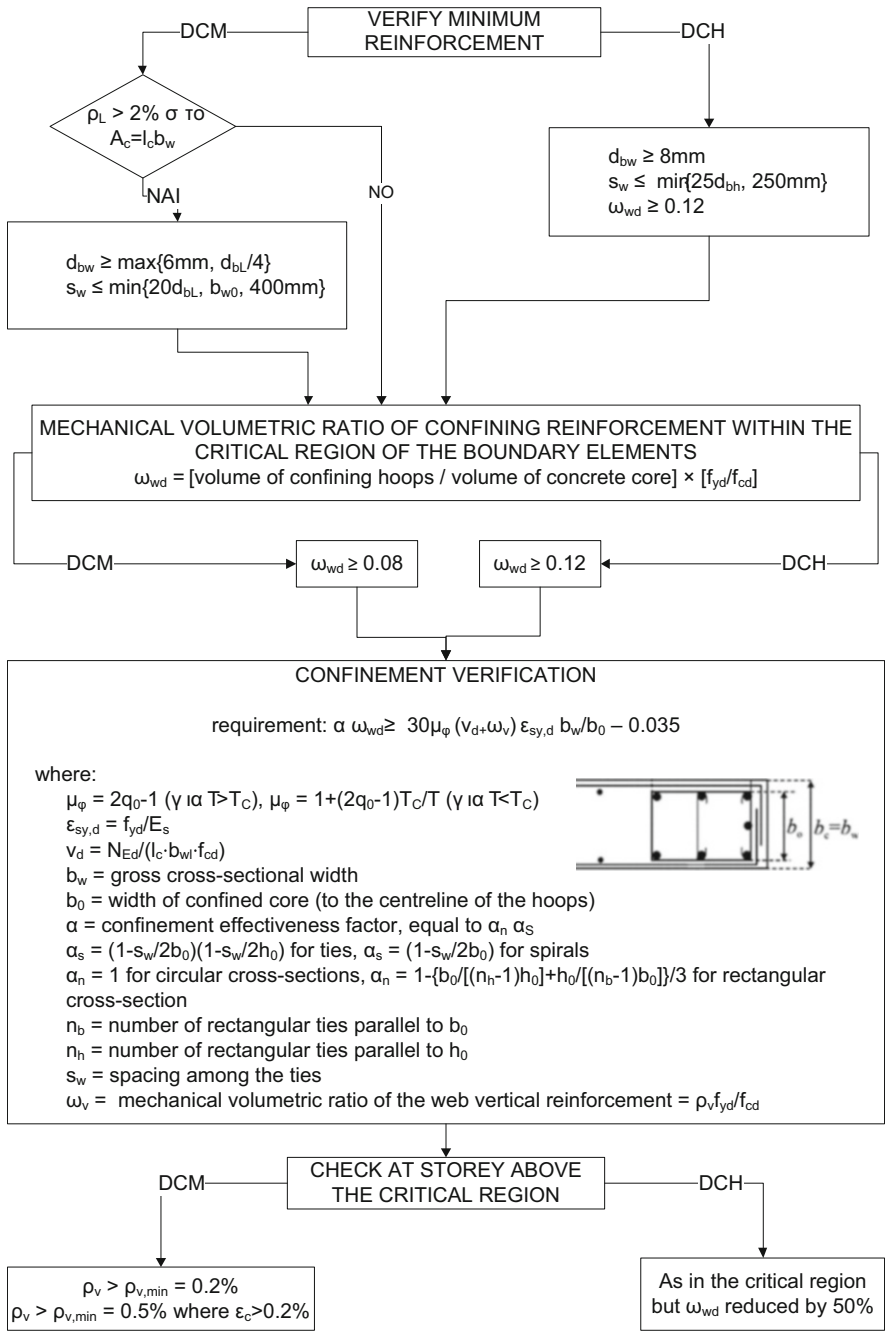 VERIFY MINIMUM
REINFORCEMENT
DCM
DCH
ρL > 2% σ το
Ac=lcbw
NAI
NO
dbw ≥ 8mm
sw ≤ min{25dbh, 250mm}
ωwd ≥ 0.12
dbw ≥ max{6mm, dbL/4}
sw ≤ min{20dbL, bw0, 400mm}
MECHANICAL VOLUMETRIC RATIO OF CONFINING REINFORCEMENT WITHIN THE
CRITICAL REGION OF THE BOUNDARY ELEMENTS
ωwd = [volume of confining hoops / volume of concrete core] × [fyd/fcd]
DCM
ωwd ≥ 0.08
ωwd ≥ 0.12
DCH
CONFINEMENT VERIFICATION
requirement: α ωwd≥ 30μφ (νd+ωv) εsy,d bw/b0 – 0.035
where:
μφ = 2q0-1 (γ ια T>TC), μφ = 1+(2q0-1)TC/T (γ ια T<TC)
εsy,d = fyd/Es
νd = NEd/(lc·bwl·fcd)
bw = gross cross-sectional width
b0 = width of confined core (to the centreline of the hoops)
α = confinement effectiveness factor, equal to αn αS
αs = (1-sw/2b0)(1-sw/2h0) for ties, αs = (1-sw/2b0) for spirals
αn = 1 for circular cross-sections, αn = 1-{b0/[(nh-1)h0]+h0/[(nb-1)b0]}/3 for rectangular
cross-section
nb = number of rectangular ties parallel to b0
nh = number of rectangular ties parallel to h0
sw = spacing among the ties
ωv = mechanical volumetric ratio of the web vertical reinforcement = ρvfyd/fcd
bo bc=bw
CHECK AT STOREY ABOVE
THE CRITICAL REGION
DCM
DCH
ρv > ρv,min = 0.2%
ρv > ρv,min = 0.5% where εc>0.2%
As in the critical region
but ωwd reduced by 50%